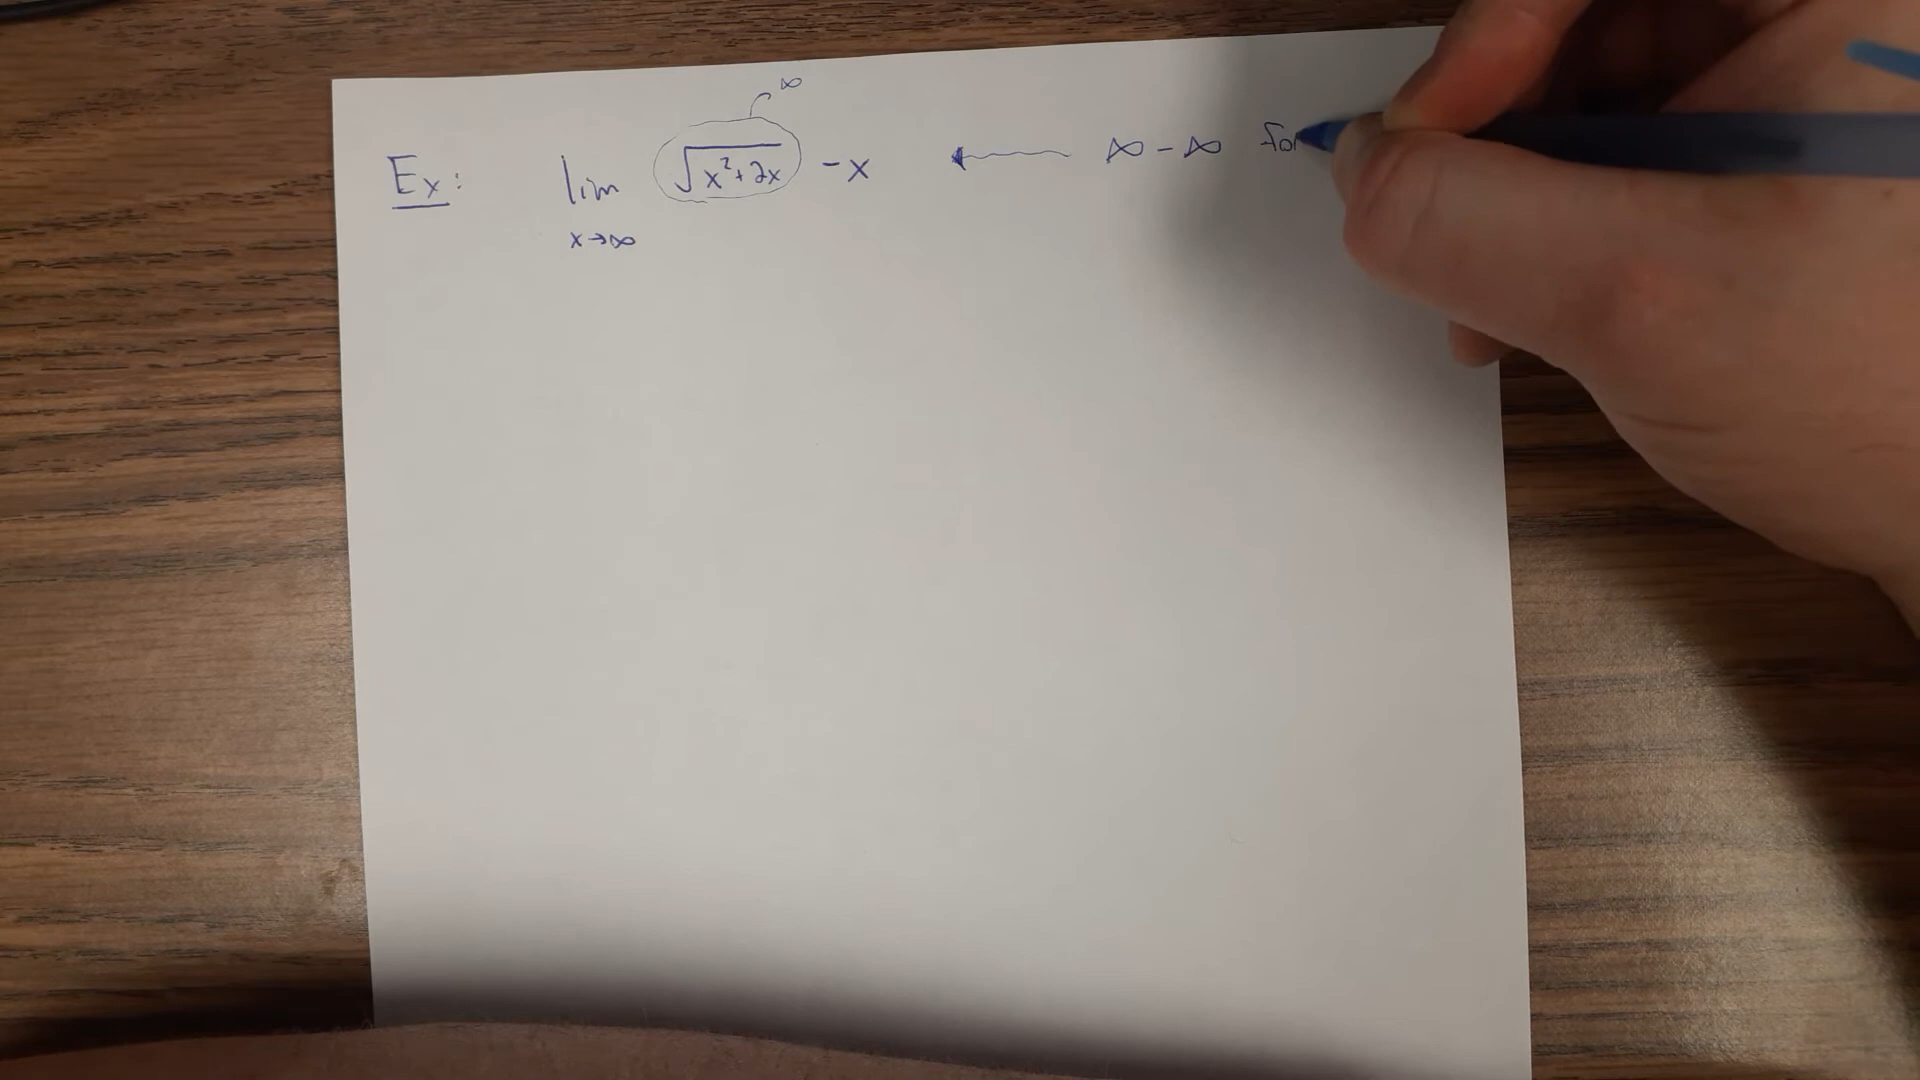 ∞
Ex: lim √(x²+2x) - x ← ∞ - ∞ for
x→∞